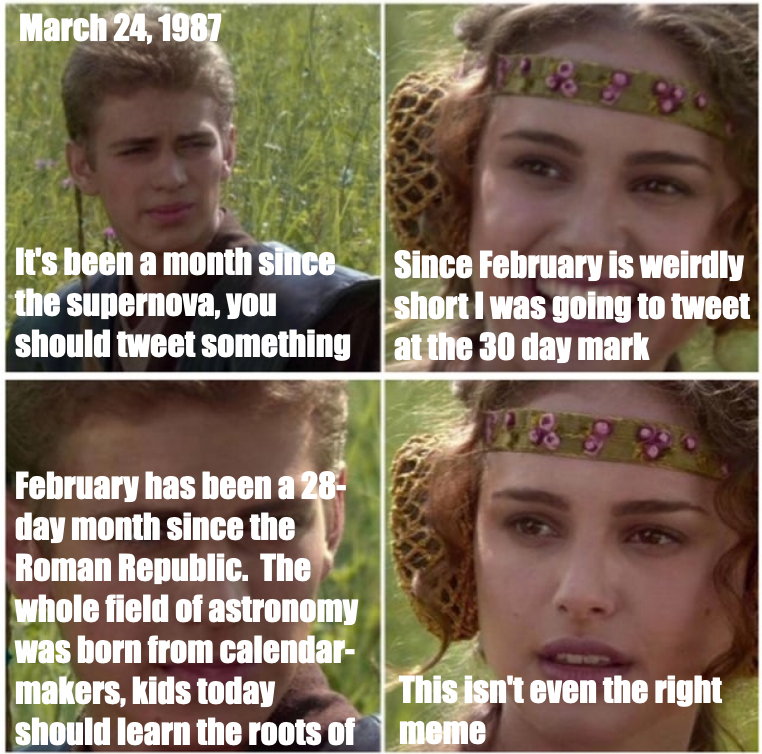 March 24, 1987
It's been a month since
the supernova, you
should tweet something
Since February is weirdly
short I was going to tweet
at the 30 day mark
February has been a 28-
day month since the
Roman Republic.  The
whole field of astronomy
was born from calendar-
makers, kids today
should learn the roots of
This isn't even the right
meme